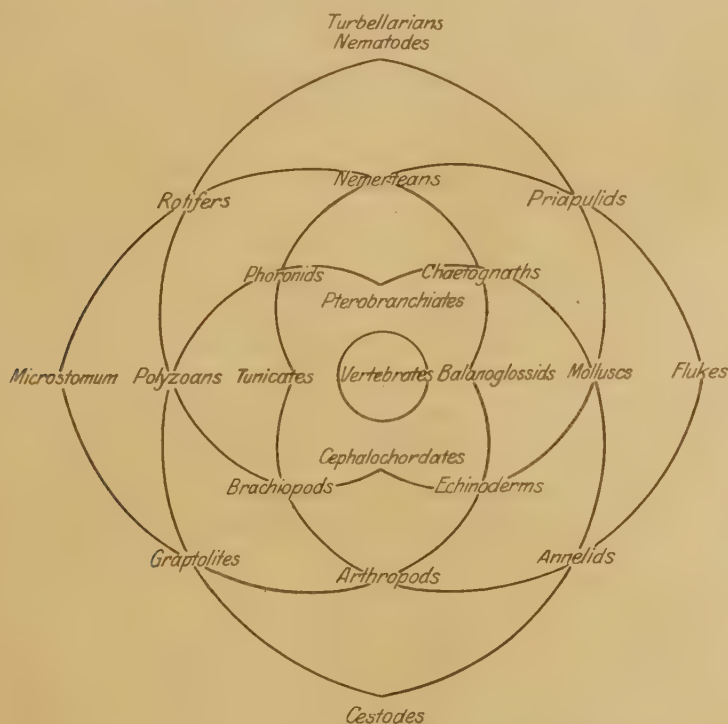 Turbellarians
Nematodes
Nemerteans
Rotifers Priapulids
Phoronids Chaetognaths
Pterobranchiates
Microstomum Polyzoans Tunicates Vertebrates Balanoglossids Molluscs Flukes
Cephalochordates
Brachiopods Echinoderms
Graptolites Arthropods Annelids
Cestodes